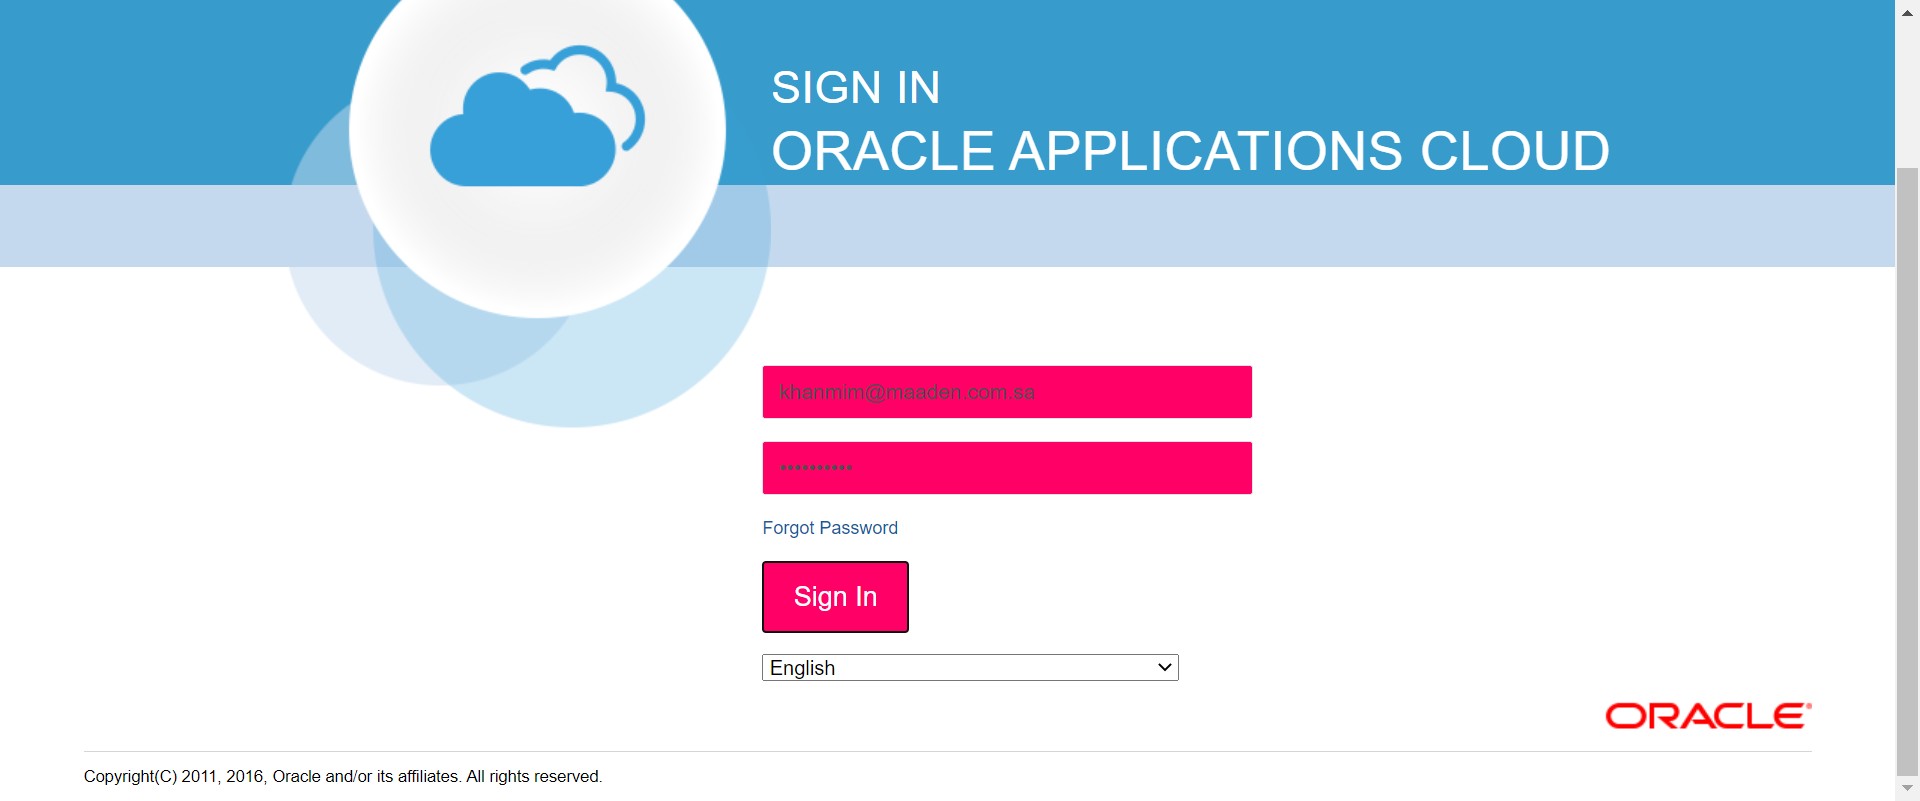 SIGN IN
ORACLE APPLICATIONS CLOUD
khanmim@maaden.com.sa
••••••••••
Forgot Password
Sign In
English
ORACLE®
Copyright(C) 2011, 2016, Oracle and/or its affiliates. All rights reserved.